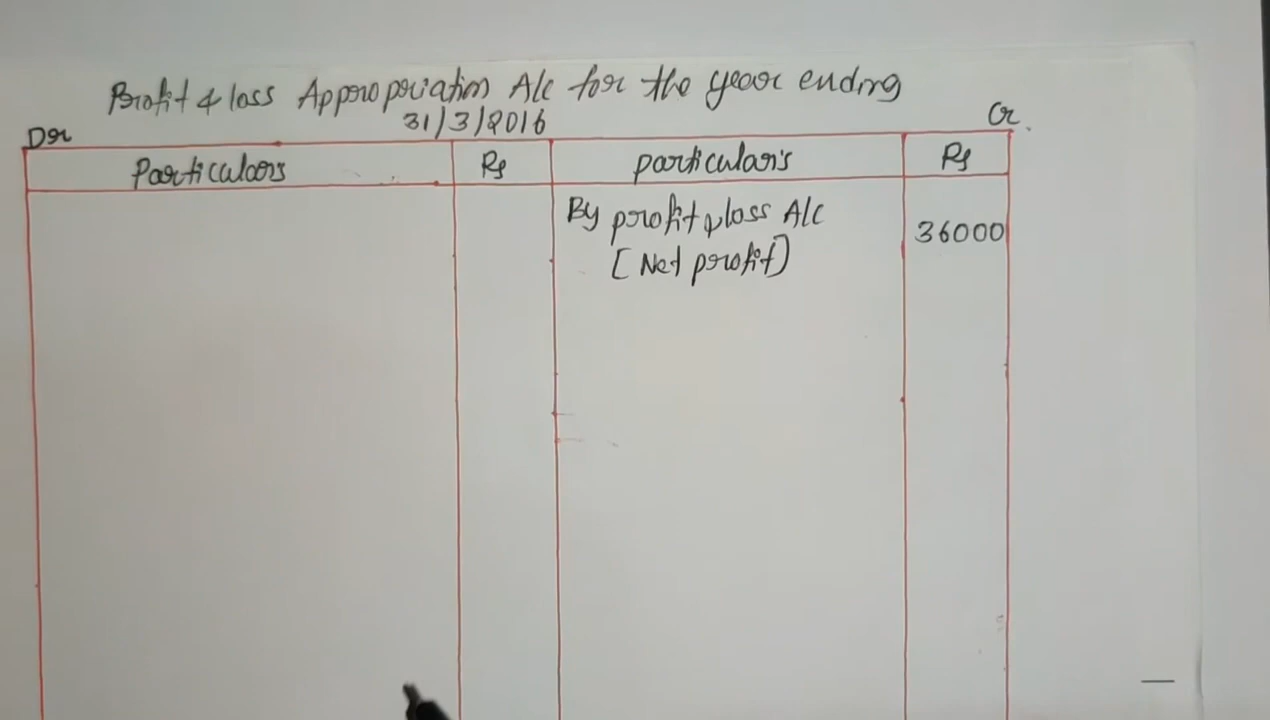 Profit & loss Appropriation A/c for the year ending
31/3/2016
Dr
Cr.
Particulars Rs particulars Rs
By profit & loss A/c
36000
[Net profit]